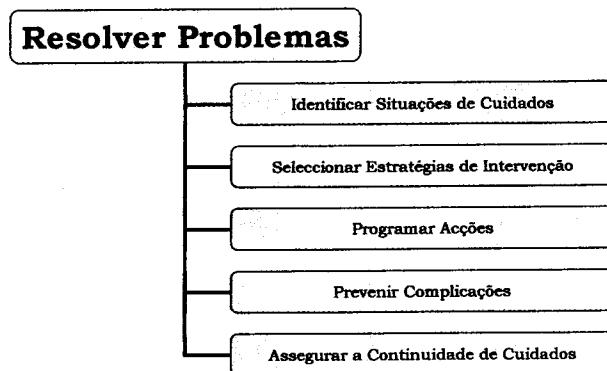 Resolver Problemas
Identificar Situações de Cuidados
Seleccionar Estratégias de Intervenção
Programar Acções
Prevenir Complicações
Assegurar a Continuidade de Cuidados